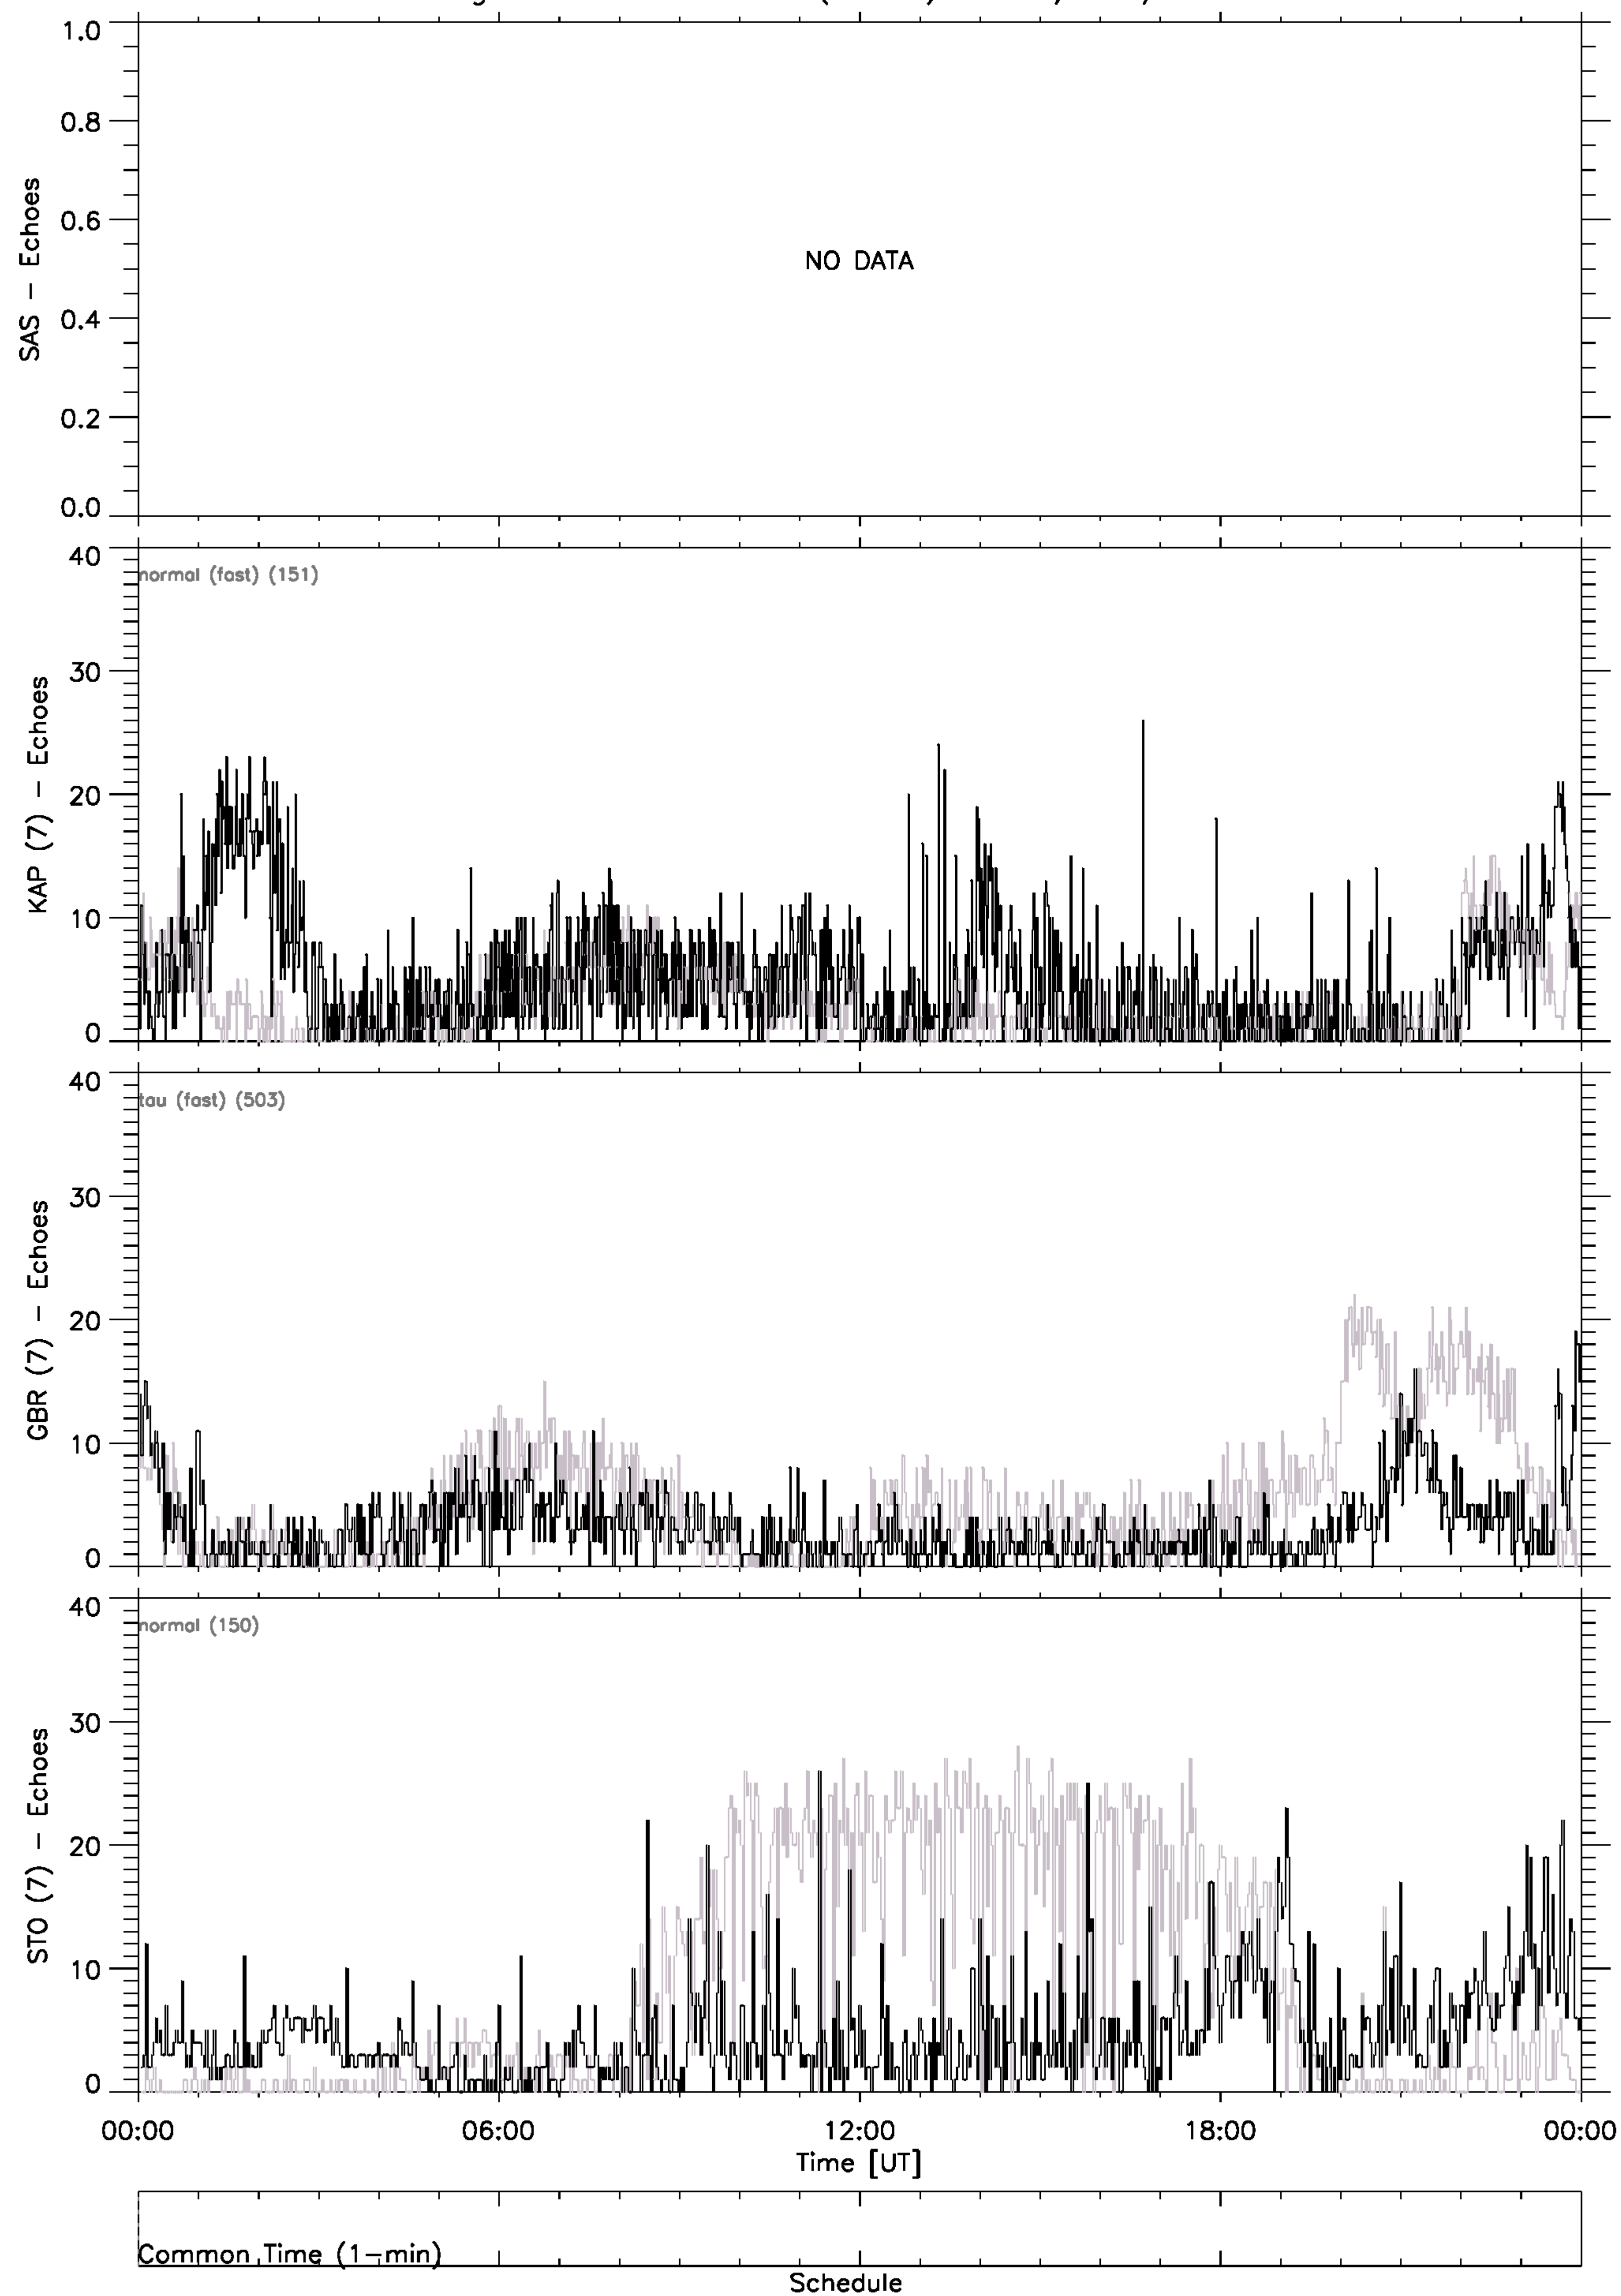 1.0
0.8
0.6
0.4
0.2
0.0
SAS – Echoes
NO DATA
40
30
20
10
0
KAP (7) – Echoes
normal (fast) (151)
40
30
20
10
0
GBR (7) – Echoes
tau (fast) (503)
40
30
20
10
0
STO (7) – Echoes
normal (150)
00:00 06:00 12:00 18:00 00:00
Time [UT]
Common Time (1–min)
Schedule